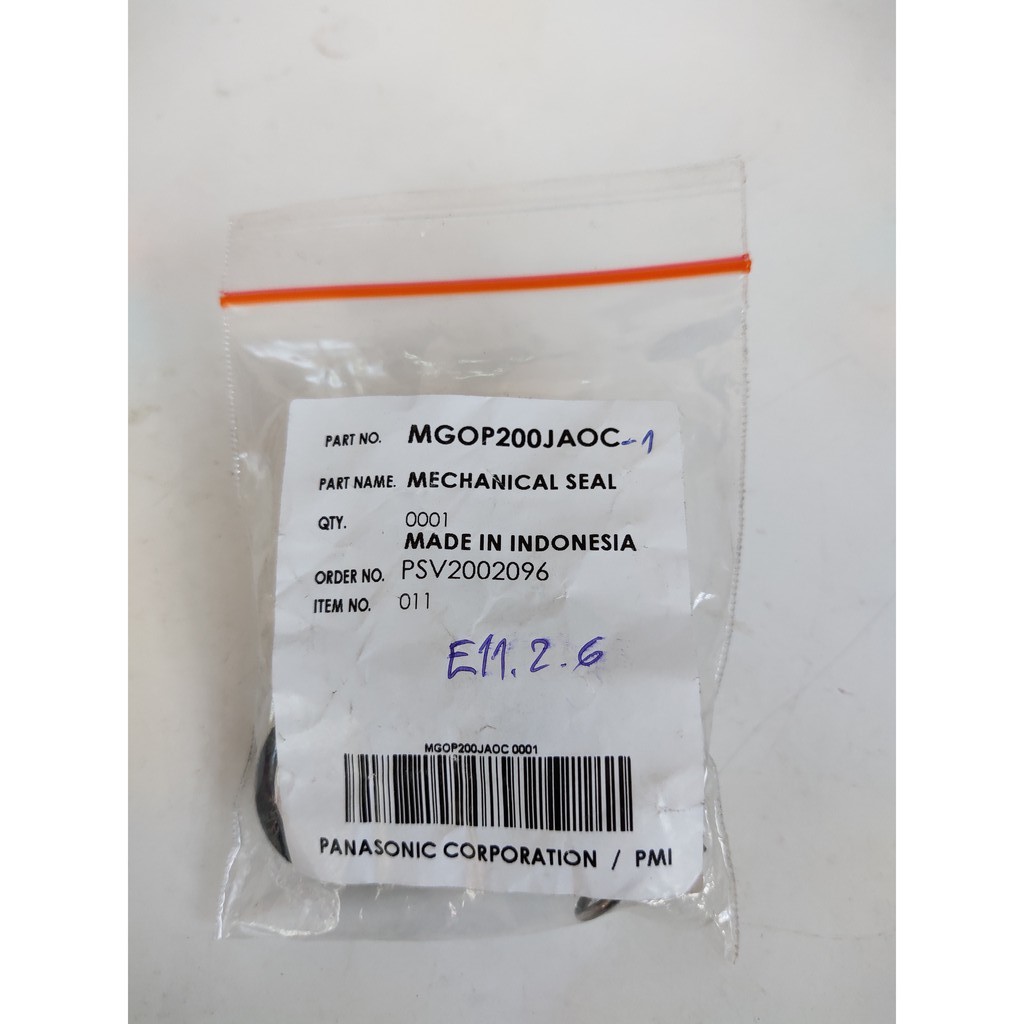 PART NO. MGOP200JAOC-1
PART NAME. MECHANICAL SEAL
QTY. 0001
MADE IN INDONESIA
ORDER NO. PSV2002096
ITEM NO. 011
E11.2.6
MGOP200JAOC 0001
PANASONIC CORPORATION / PMI